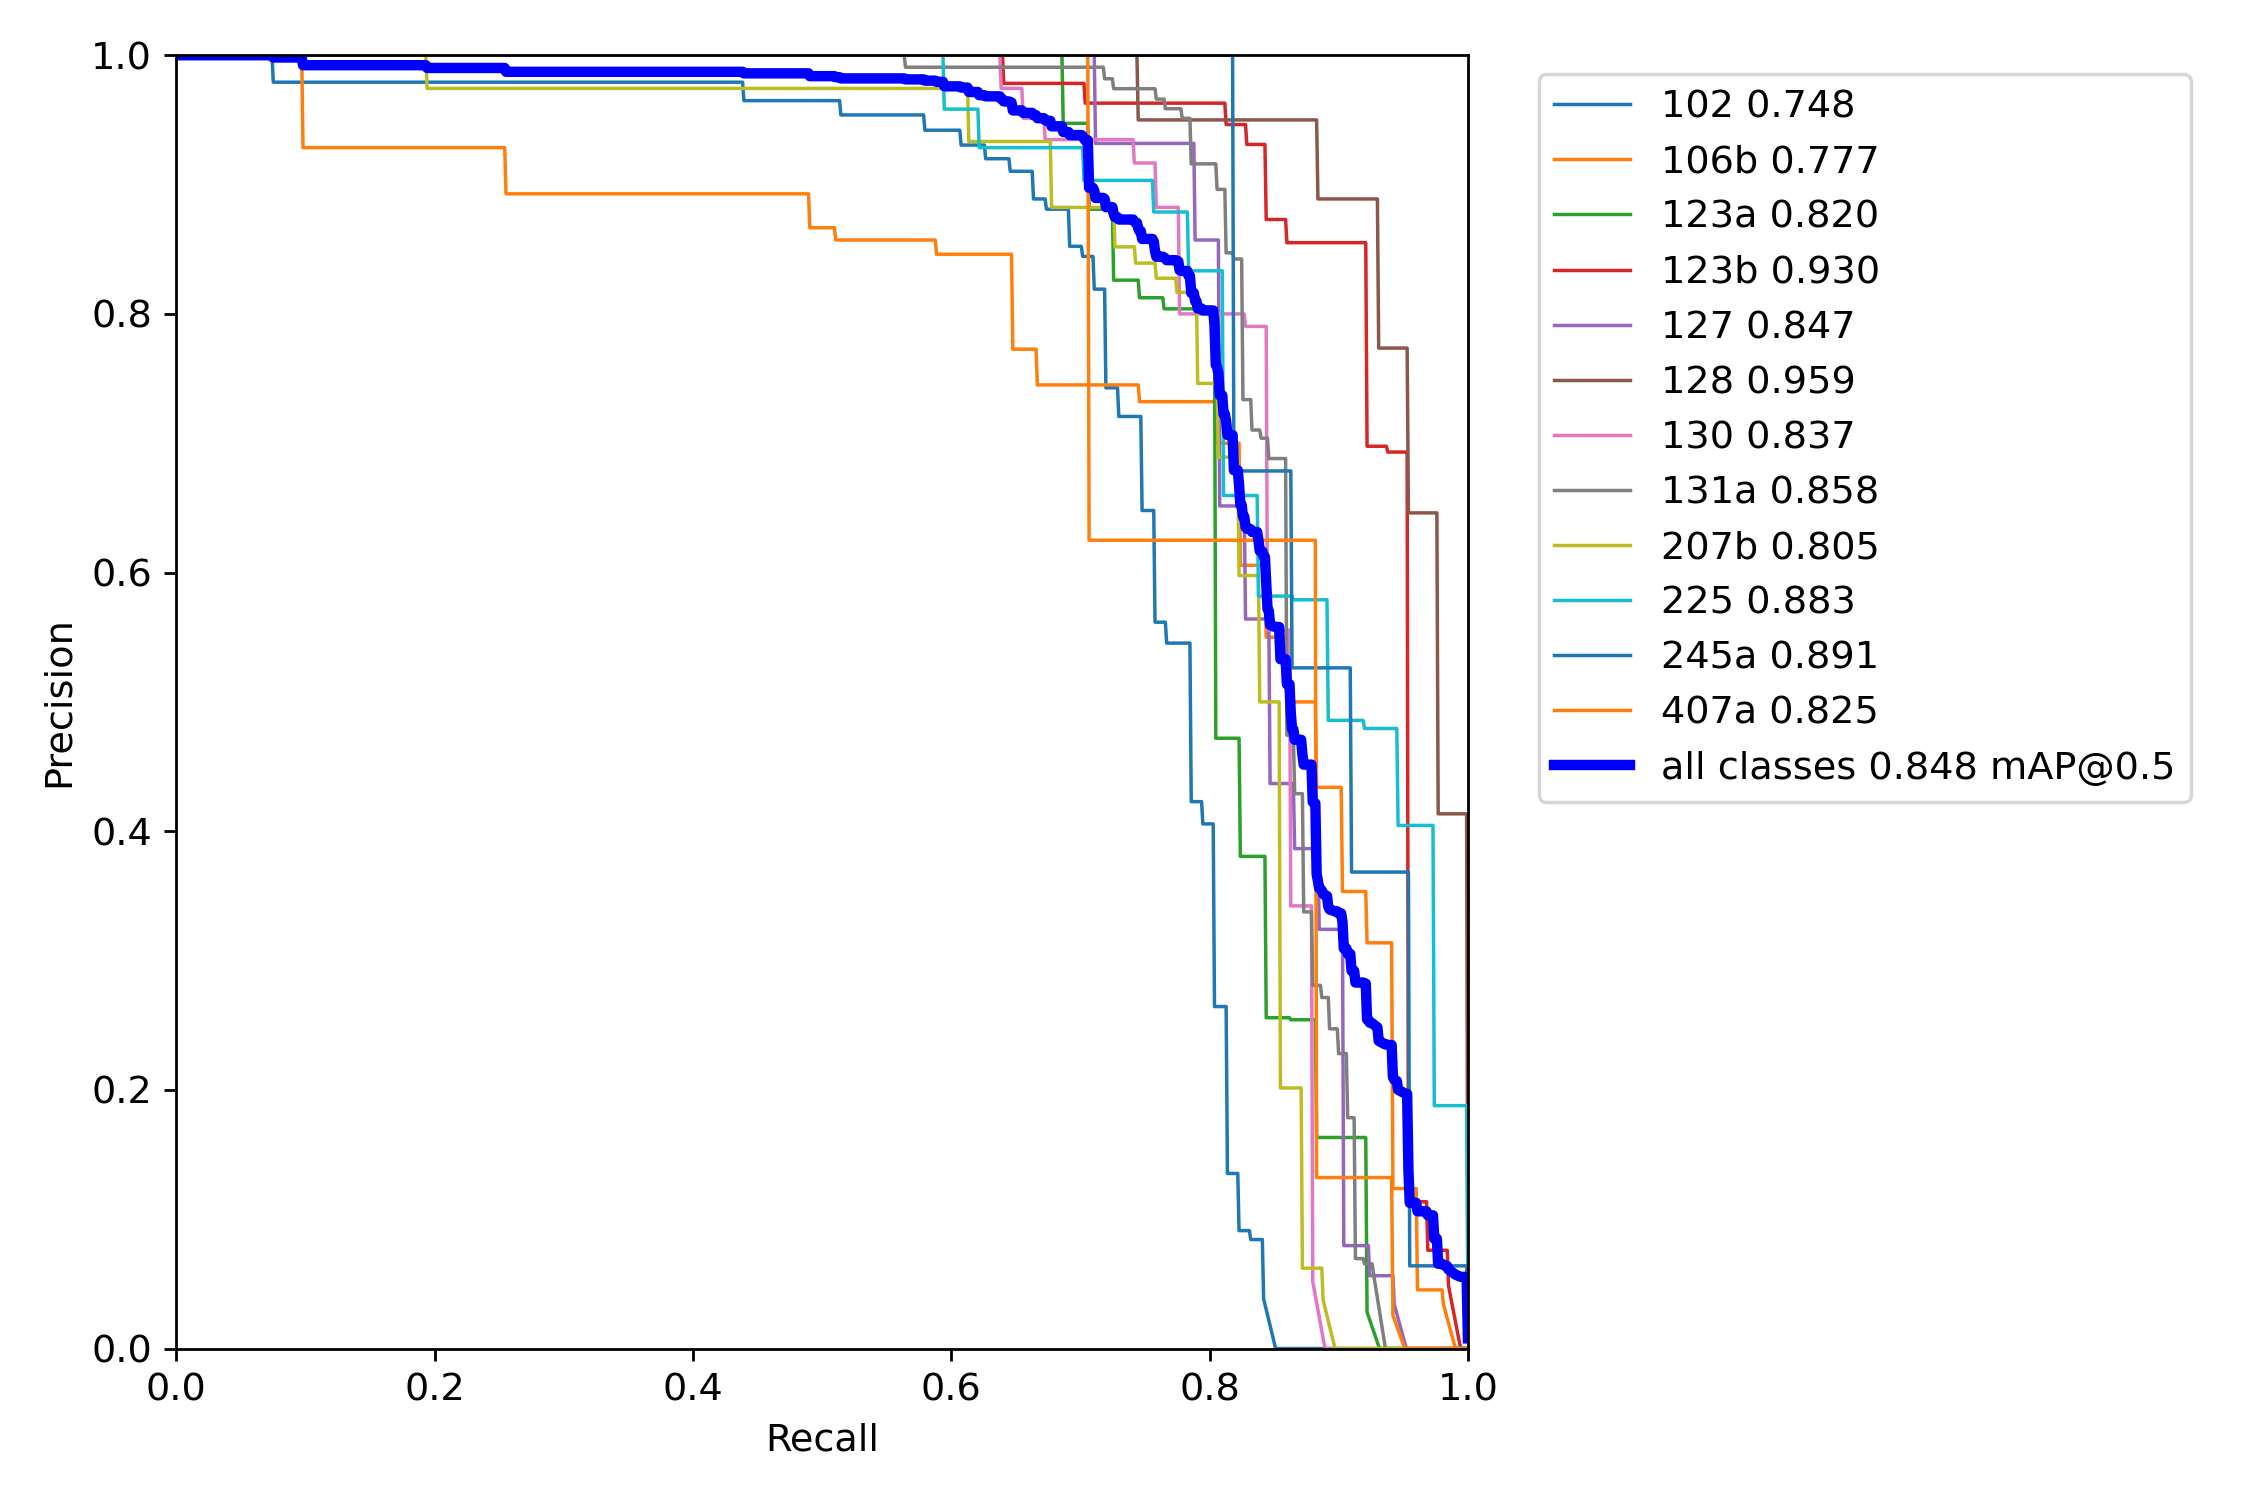 1.0
0.8
0.6
0.4
0.2
0.0
Precision
0.0 0.2 0.4 0.6 0.8 1.0
Recall
102 0.748
106b 0.777
123a 0.820
123b 0.930
127 0.847
128 0.959
130 0.837
131a 0.858
207b 0.805
225 0.883
245a 0.891
407a 0.825
all classes 0.848 mAP@0.5